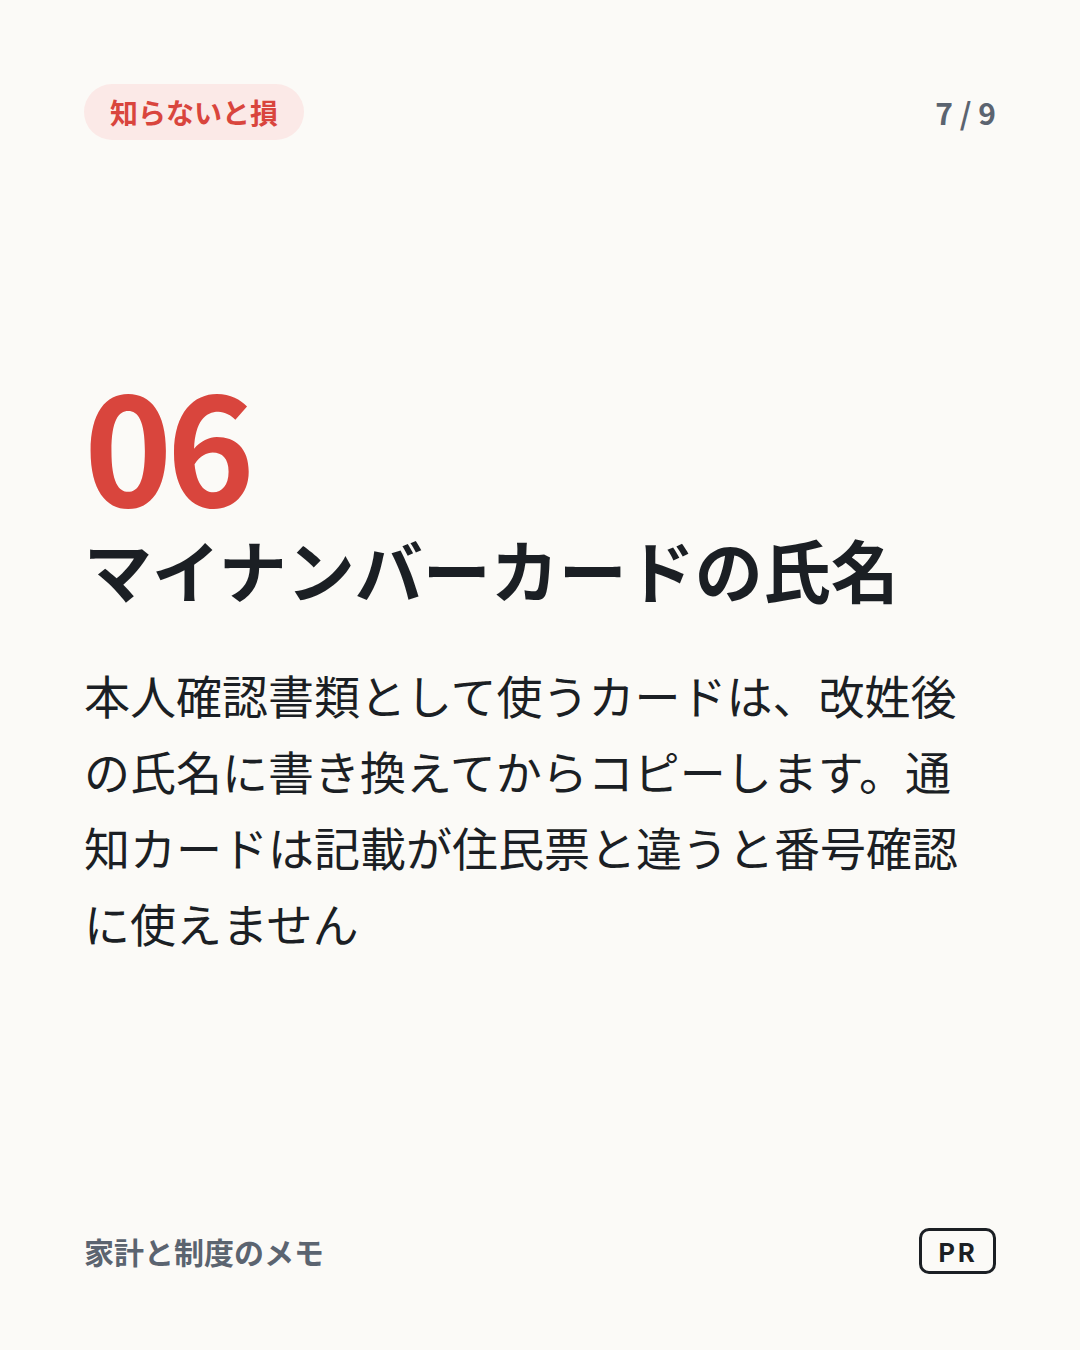 知らないと損
7 / 9
06
マイナンバーカードの氏名
本人確認書類として使うカードは、改姓後
の氏名に書き換えてからコピーします。通
知カードは記載が住民票と違うと番号確認
に使えません
家計と制度のメモ
PR